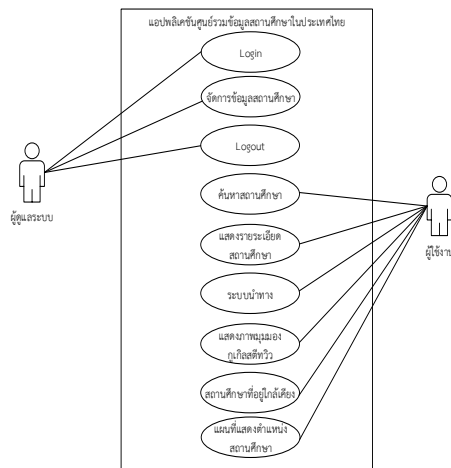 แอปพลิเคชันศูนย์รวมข้อมูลสถานศึกษาในประเทศไทย
Login
จัดการข้อมูลสถานศึกษา
Logout
ผู้ดูแลระบบ
ค้นหาสถานศึกษา
แสดงรายระเอียด
สถานศึกษา
ผู้ใช้งาน
ระบบนำทาง
แสดงภาพมุมมอง
กูเกิลสตีทวิว
สถานศึกษาที่อยู่ใกล้เคียง
แผนที่แสดงตำแหน่ง
สถานศึกษา